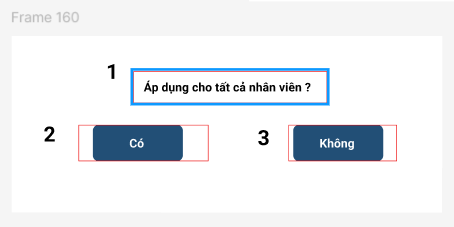 Frame 160
1
Áp dụng cho tất cả nhân viên ?
2
Có
3
Không